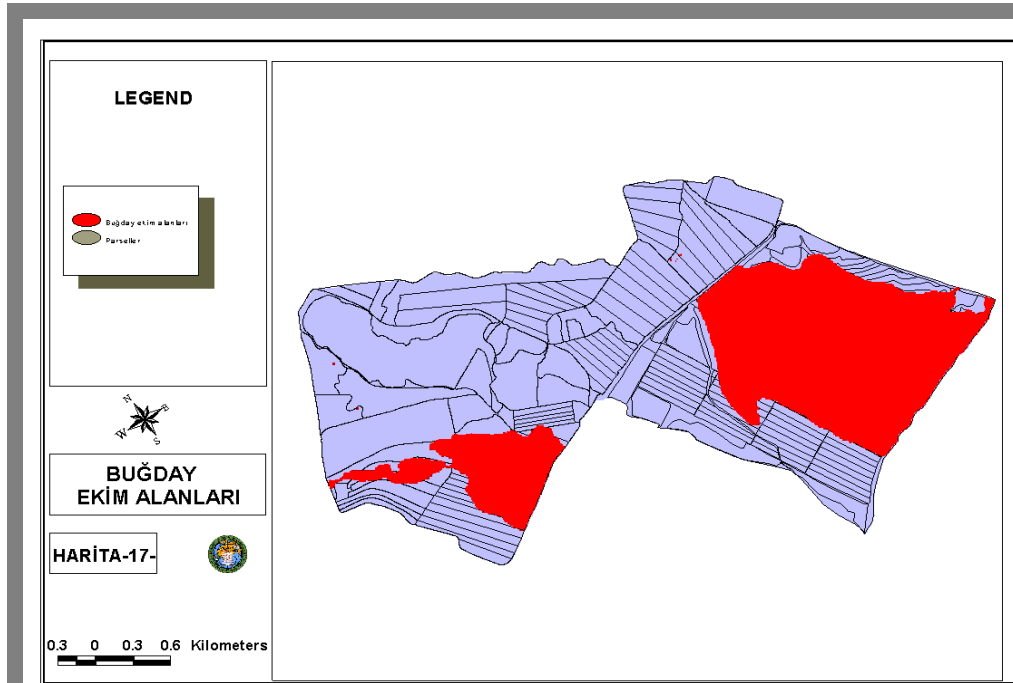 LEGEND
Buğday ekim alanları
Parseller
N
E
W
S
BUĞDAY
EKİM ALANLARI
HARİTA-17-
0.3 0 0.3 0.6 Kilometers